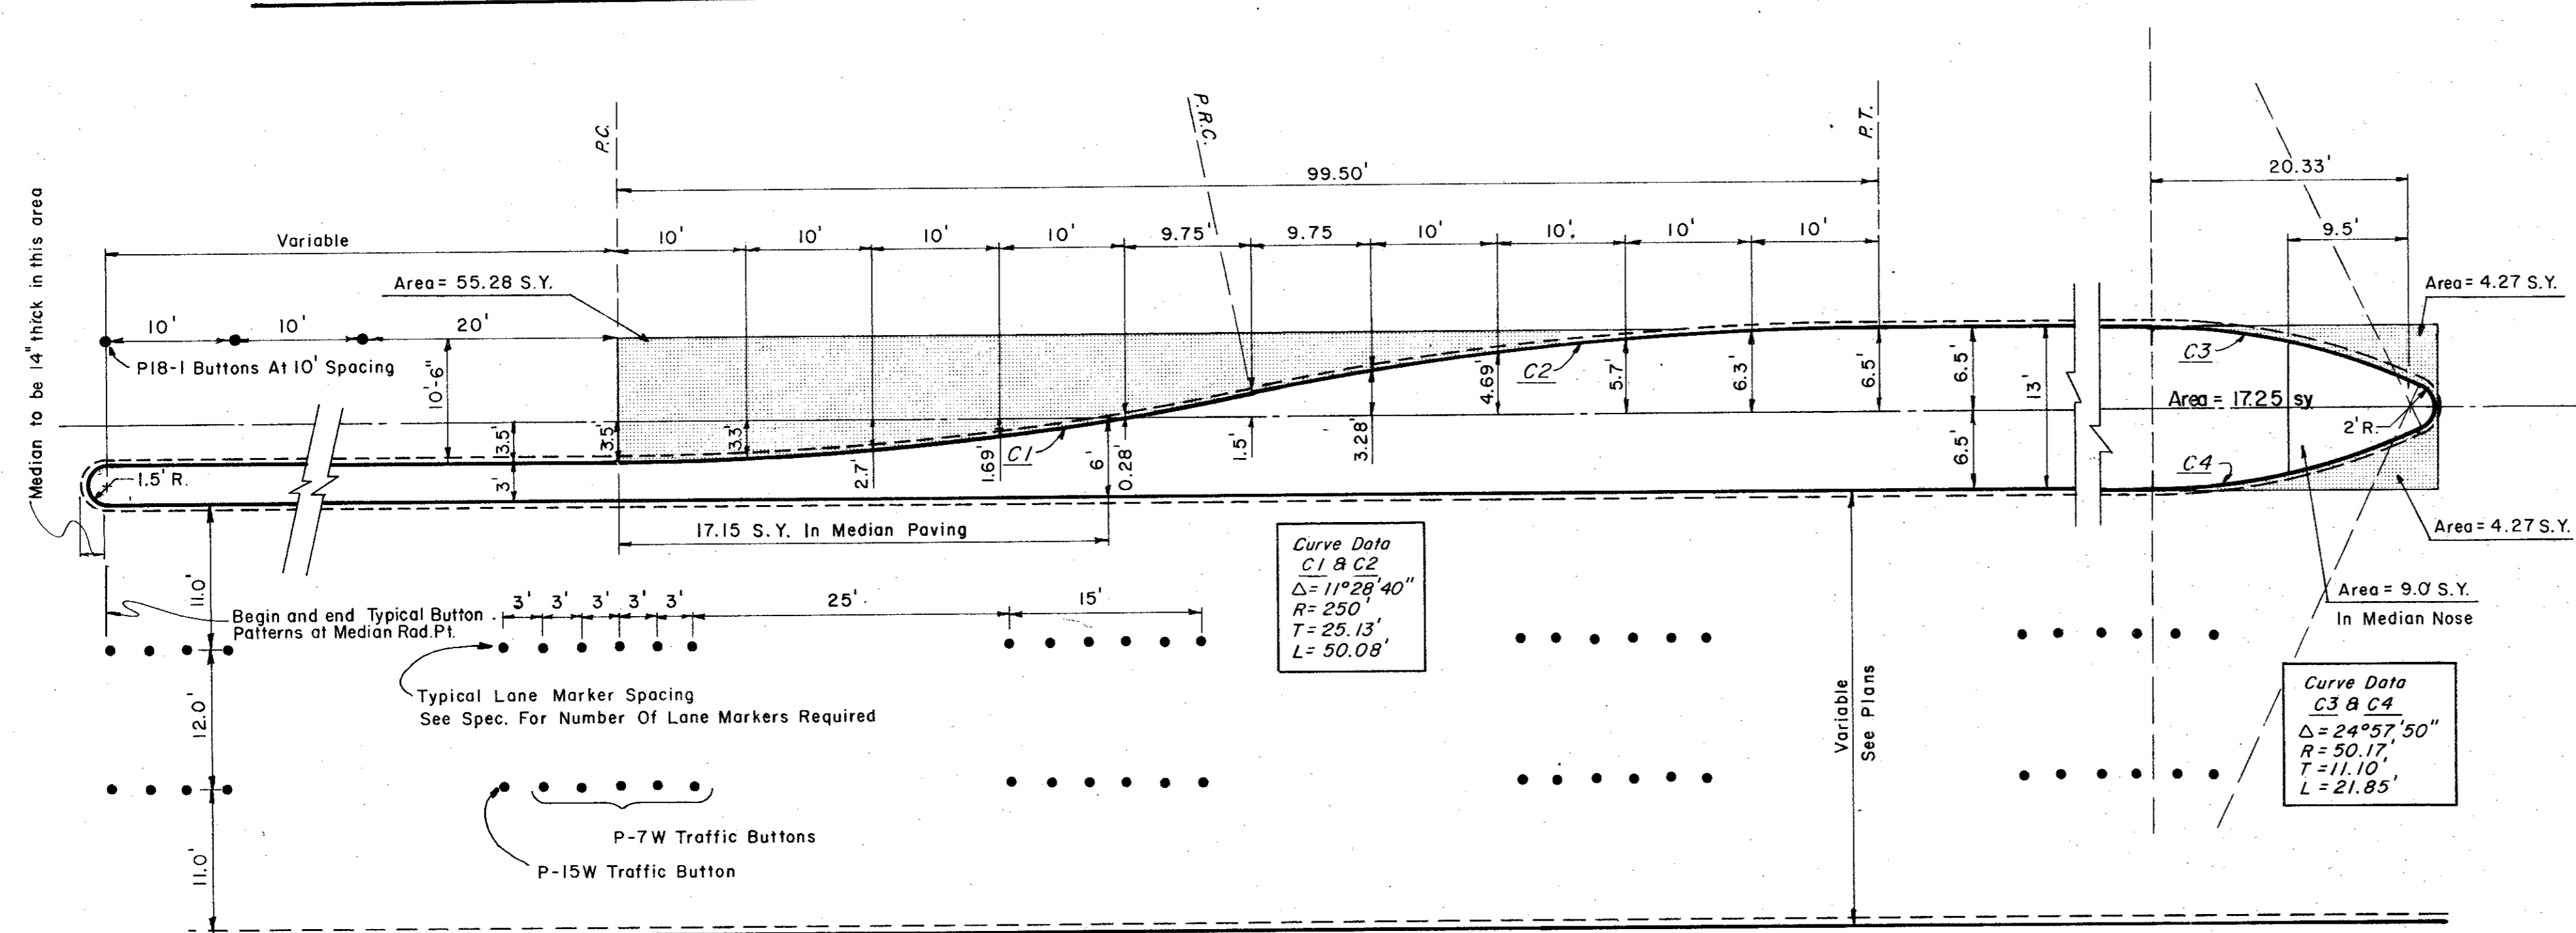 P.C.
P.R.C.
P.T.
99.50'
20.33'
Variable
10'
10'
10'
10'
9.75'
9.75
10'
10'
10'
10'
9.5'
Median to be 14" thick in this area
Area = 55.28 S.Y.
Area = 4.27 S.Y.
10'
10'
20'
P18-1 Buttons At 10' Spacing
10'-6"
3.5'
3.5'
3.3'
2.7'
1.69'
C1
6'
0.28'
1.5'
3.28'
4.69'
C2
5.7'
6.3'
6.5'
6.5'
6.5'
13'
C3
Area = 17.25 sy
2'R.
C4
1.5' R.
3'
17.15 S.Y. In Median Paving
Area = 4.27 S.Y.
Area = 9.0 S.Y.
In Median Nose
11.0'
Begin and end Typical Button
Patterns at Median Rad. Pt.
3'
3'
3'
3'
3'
25'
15'
Curve Data
C1 & C2
Δ = 11°28'40"
R = 250'
T = 25.13'
L = 50.08'
Typical Lane Marker Spacing
See Spec. For Number Of Lane Markers Required
12.0'
Variable
See Plans
Curve Data
C3 & C4
Δ = 24°57'50"
R = 50.17'
T = 11.10'
L = 21.85'
P-7W Traffic Buttons
P-15W Traffic Button
11.0'